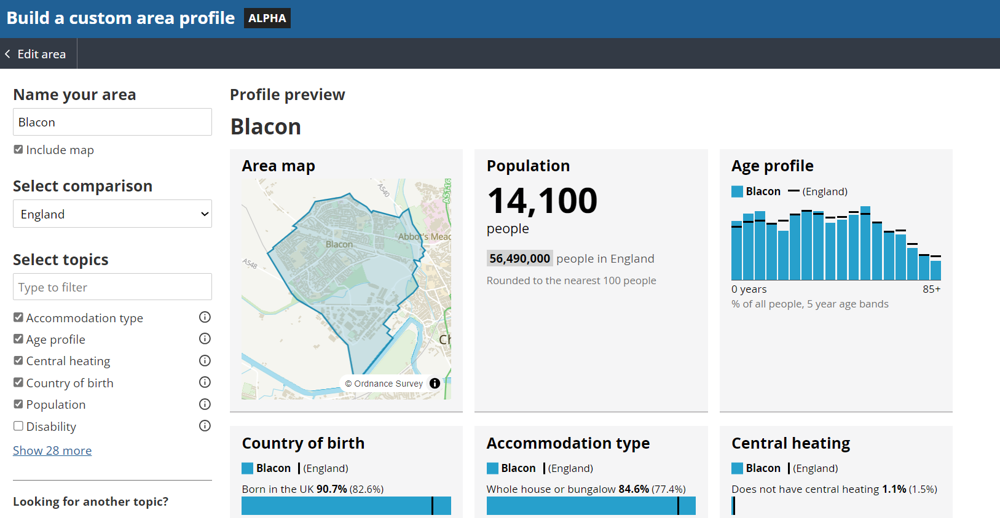 Build a custom area profile ALPHA
Edit area
Name your area
Blacon
Include map
Select comparison
England
Select topics
Type to filter
Accommodation type
Age profile
Central heating
Country of birth
Population
Disability
Show 28 more
Looking for another topic?
Profile preview
Blacon
Area map
A540
A5116
Abbot's Mead
Blacon
A548
Ch
© Ordnance Survey
Population
14,100
people
56,490,000 people in England
Rounded to the nearest 100 people
Age profile
Blacon (England)
0 years 85+
% of all people, 5 year age bands
Country of birth
Blacon (England)
Born in the UK 90.7% (82.6%)
Accommodation type
Blacon (England)
Whole house or bungalow 84.6% (77.4%)
Central heating
Blacon (England)
Does not have central heating 1.1% (1.5%)